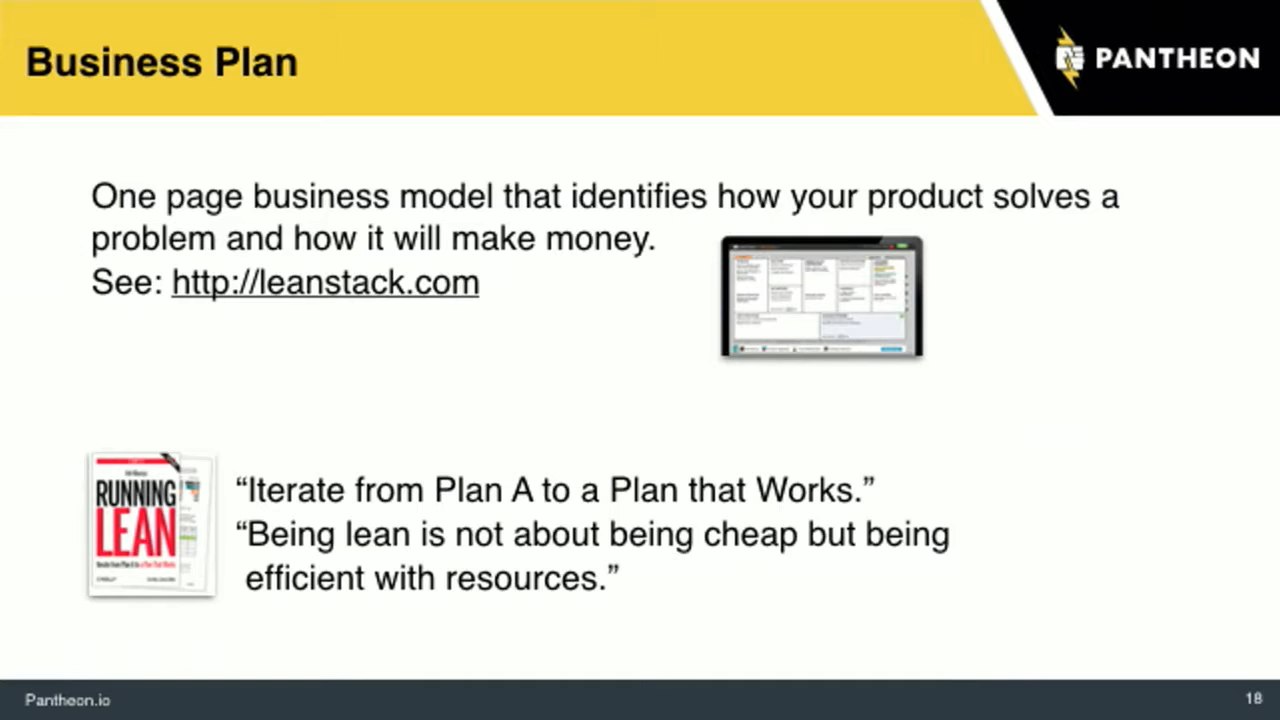 Business Plan
PANTHEON
One page business model that identifies how your product solves a
problem and how it will make money.
See: http://leanstack.com
RUNNING
LEAN
“Iterate from Plan A to a Plan that Works.”
“Being lean is not about being cheap but being
efficient with resources.”
Pantheon.io
18